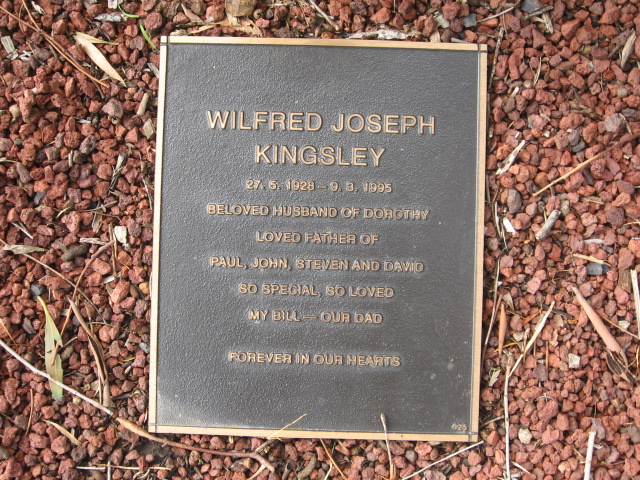 WILFRED JOSEPH
KINGSLEY
27. 5. 1928 – 9. 3. 1995
BELOVED HUSBAND OF DOROTHY
LOVED FATHER OF
PAUL, JOHN, STEVEN AND DAVID
SO SPECIAL, SO LOVED
MY BILL — OUR DAD
FOREVER IN OUR HEARTS